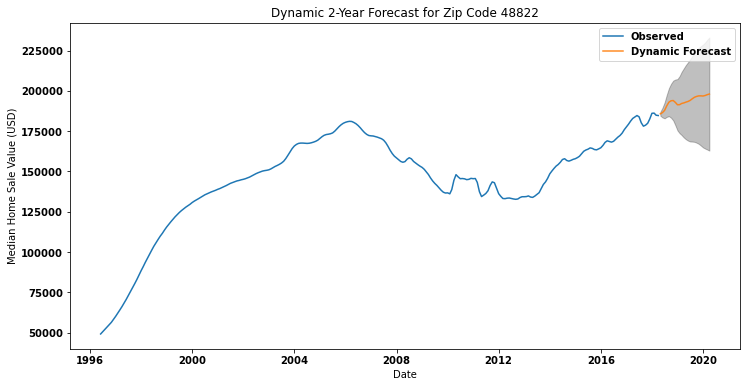 Dynamic 2-Year Forecast for Zip Code 48822
Observed
Dynamic Forecast
225000
200000
175000
150000
125000
100000
75000
50000
Median Home Sale Value (USD)
1996 2000 2004 2008 2012 2016 2020
Date